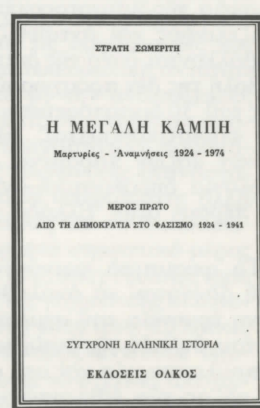 ΣΤΡΑΤΗ ΣΩΜΕΡΙΤΗ
Η ΜΕΓΑΛΗ ΚΑΜΠΗ
Μαρτυρίες - Ἀναμνήσεις 1924 - 1974
ΜΕΡΟΣ ΠΡΩΤΟ
ΑΠΟ ΤΗ ΔΗΜΟΚΡΑΤΙΑ ΣΤΟ ΦΑΣΙΣΜΟ 1924 - 1941
ΣΥΓΧΡΟΝΗ ΕΛΛΗΝΙΚΗ ΙΣΤΟΡΙΑ
ΕΚΔΟΣΕΙΣ ΟΛΚΟΣ